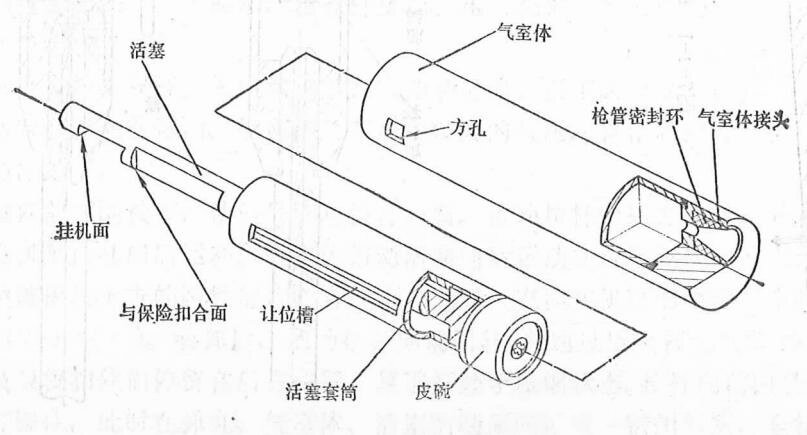 气室体
活塞
枪管密封环 气室体接头
方孔
挂机面
与保险扣合面
让位槽
活塞套筒
皮碗